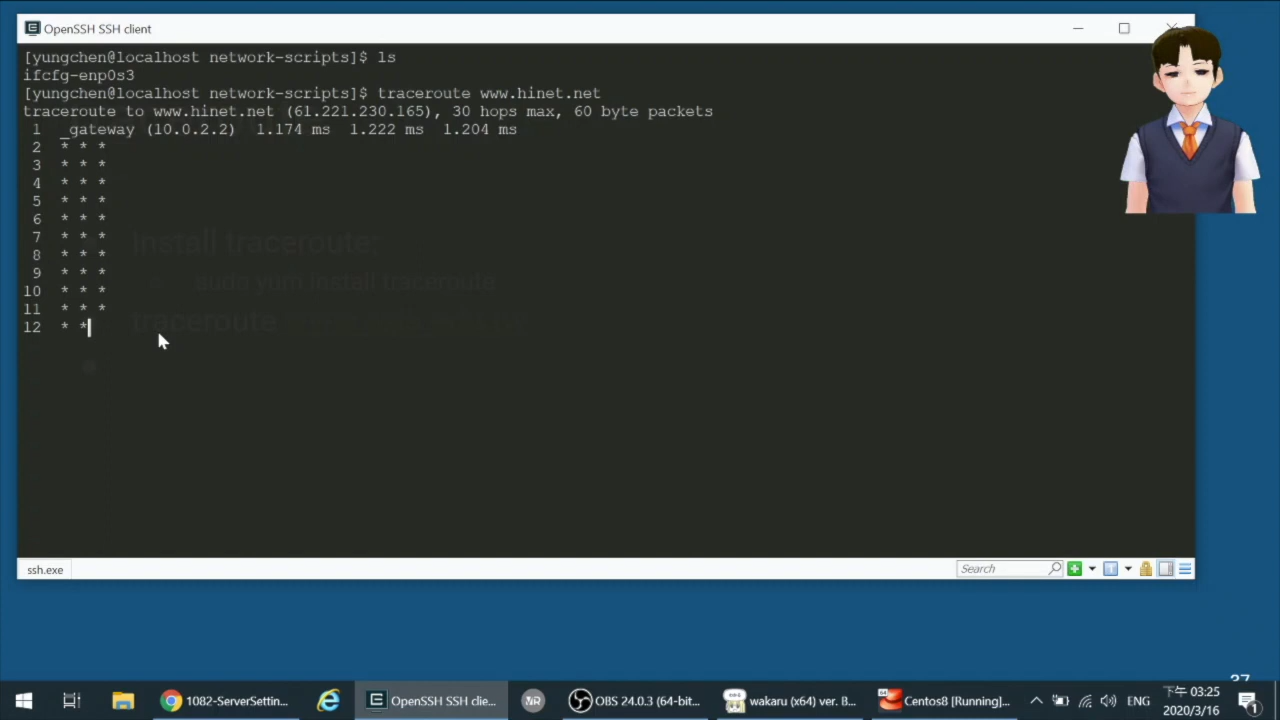 OpenSSH SSH client
[yungchen@localhost network-scripts]$ ls
ifcfg-enp0s3
[yungchen@localhost network-scripts]$ traceroute www.hinet.net
traceroute to www.hinet.net (61.221.230.165), 30 hops max, 60 byte packets
1 _gateway (10.0.2.2) 1.174 ms 1.222 ms 1.204 ms
2 * * *
3 * * *
4 * * *
5 * * *
6 * * *
7 * * *
8 * * *
9 * * *
10 * * *
11 * * *
12 * *
Install traceroute:
sudo yum install traceroute
traceroute
ssh.exe
Search
1082-ServerSettin...
OpenSSH SSH clie...
OBS 24.0.3 (64-bit...
wakaru (x64) ver. 8...
Centos8 [Running]...
ENG
下午 03:25
2020/3/16
1